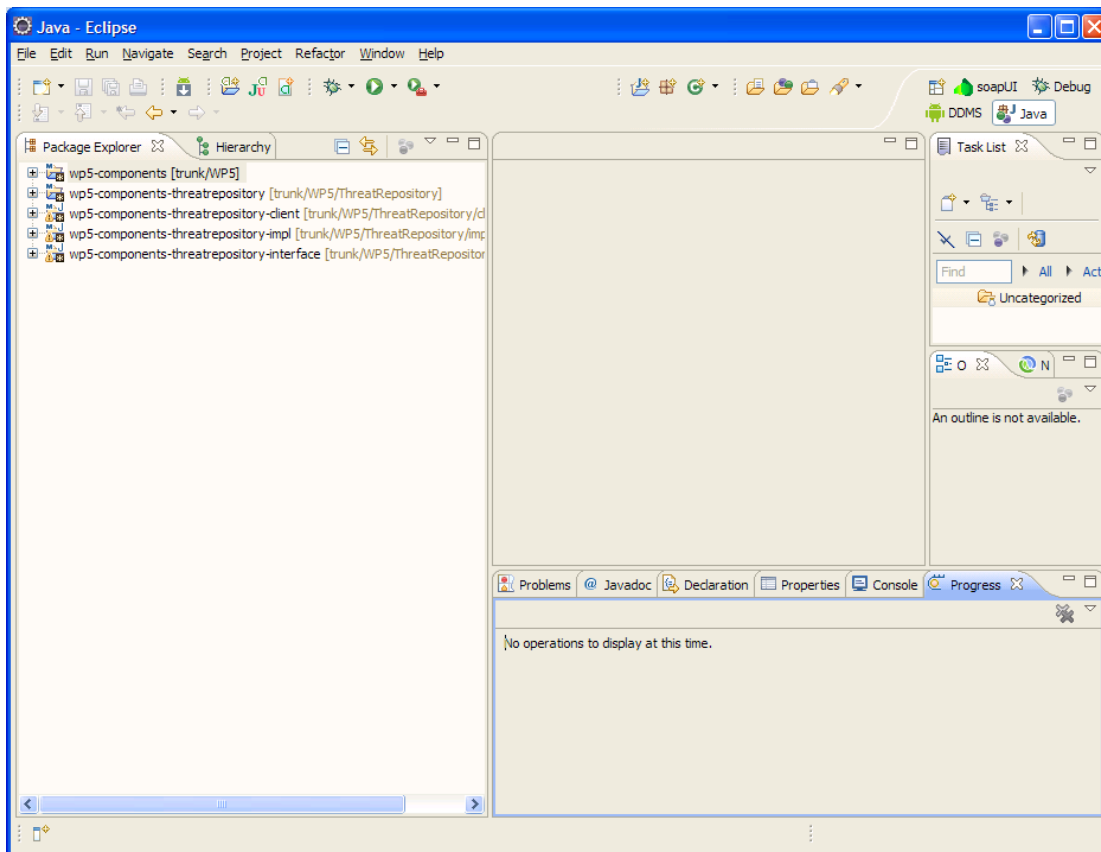 Java - Eclipse
File Edit Run Navigate Search Project Refactor Window Help
soapUI Debug
DDMS Java
Package Explorer Hierarchy
wp5-components [trunk/WP5]
wp5-components-threatrepository [trunk/WP5/ThreatRepository]
wp5-components-threatrepository-client [trunk/WP5/ThreatRepository/cl
wp5-components-threatrepository-impl [trunk/WP5/ThreatRepository/imp
wp5-components-threatrepository-interface [trunk/WP5/ThreatRepositor
Task List
Find All Act
Uncategorized
O N
An outline is not available.
Problems Javadoc Declaration Properties Console Progress
No operations to display at this time.